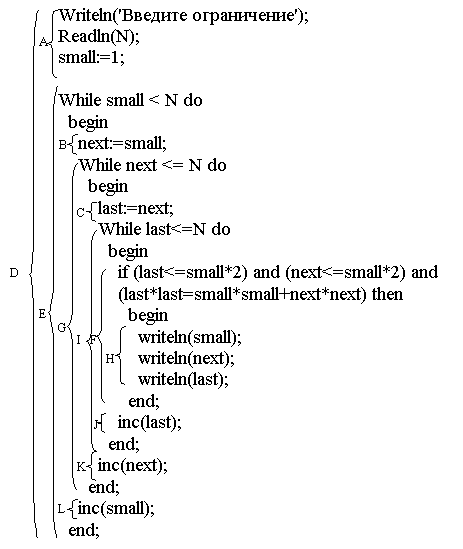 Writeln('Введите ограничение');
A Readln(N);
small:=1;
While small < N do
begin
B next:=small;
While next <= N do
begin
C last:=next;
While last<=N do
begin
D if (last<=small*2) and (next<=small*2) and
(last*last=small*small+next*next) then
E begin
G I F writeln(small);
H writeln(next);
writeln(last);
end;
J inc(last);
end;
K inc(next);
end;
L inc(small);
end;